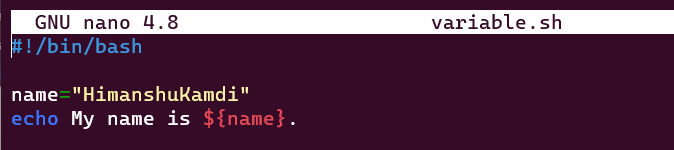 GNU nano 4.8 variable.sh
#!/bin/bash
name="HimanshuKamdi"
echo My name is ${name}.